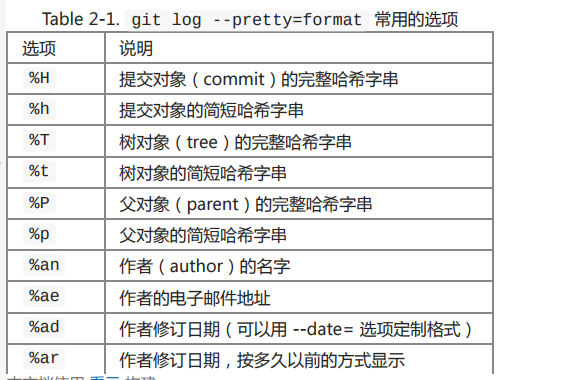 Table 2-1. git log --pretty=format 常用的选项
选项 说明
%H 提交对象（commit）的完整哈希字串
%h 提交对象的简短哈希字串
%T 树对象（tree）的完整哈希字串
%t 树对象的简短哈希字串
%P 父对象（parent）的完整哈希字串
%p 父对象的简短哈希字串
%an 作者（author）的名字
%ae 作者的电子邮件地址
%ad 作者修订日期（可以用 --date= 选项定制格式）
%ar 作者修订日期，按多久以前的方式显示